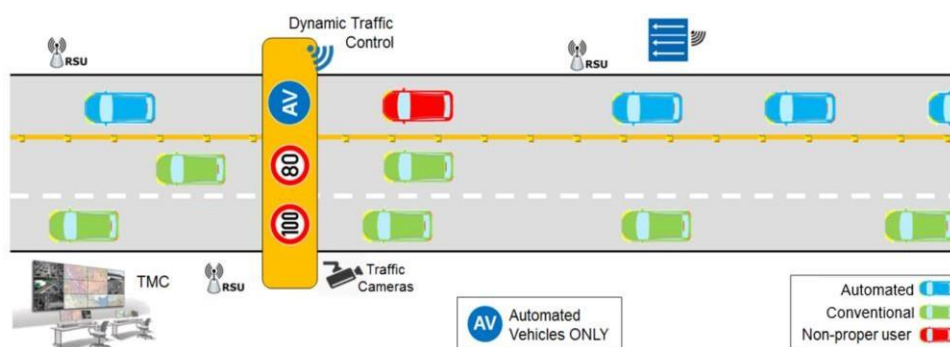 Dynamic Traffic
Control
RSU
RSU
AV
80
100
TMC
RSU
Traffic
Cameras
AV
Automated
Vehicles ONLY
Automated
Conventional
Non-proper user